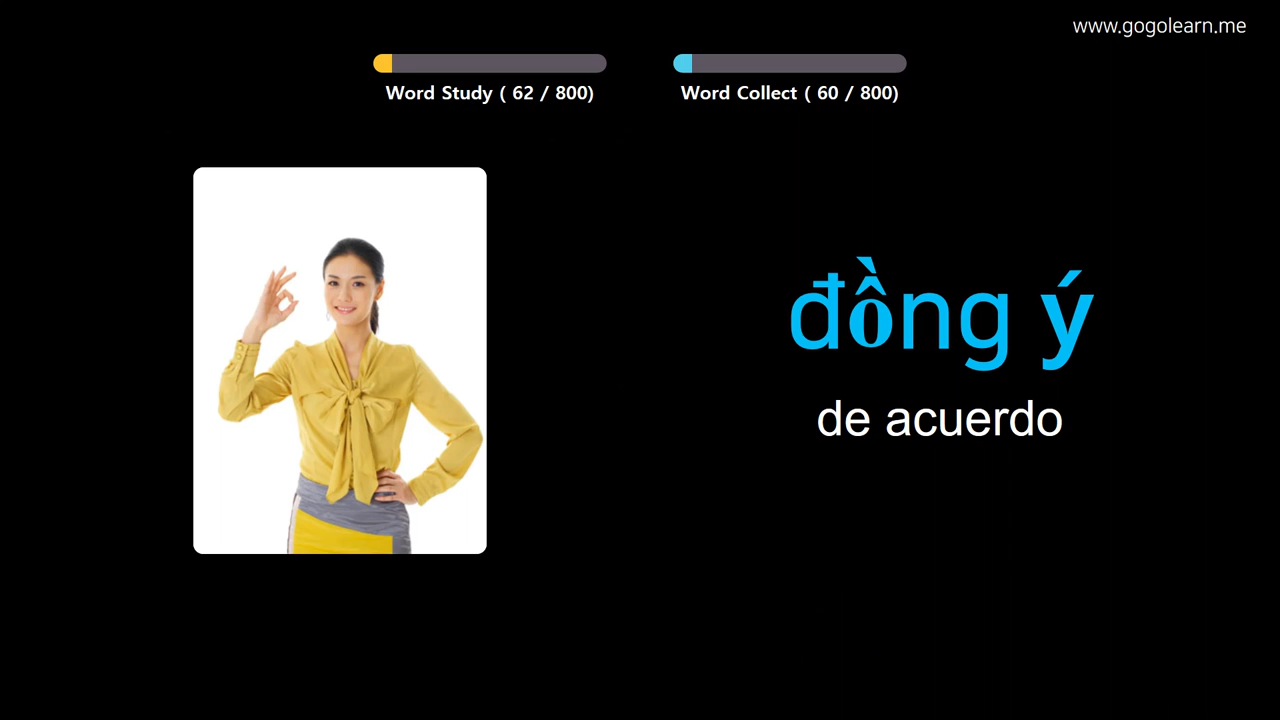 www.gogolearn.me
Word Study ( 62 / 800)
Word Collect ( 60 / 800)
đồng ý
de acuerdo